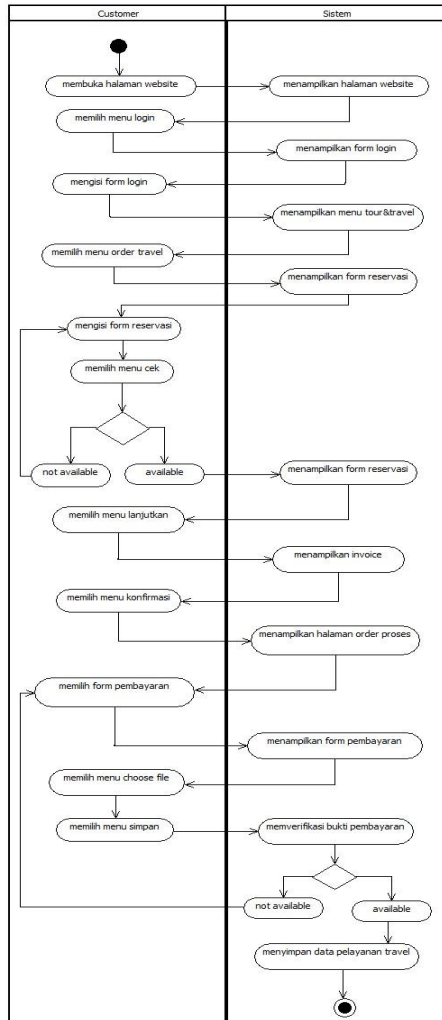 Customer
Sistem
membuka halaman website
menampilkan halaman website
memilih menu login
menampilkan form login
mengisi form login
menampilkan menu tour&travel
memilih menu order travel
menampilkan form reservasi
mengisi form reservasi
memilih menu cek
not available
available
menampilkan form reservasi
memilih menu lanjutkan
menampilkan invoice
memilih menu konfirmasi
menampilkan halaman order proses
memilih form pembayaran
menampilkan form pembayaran
memilih menu choose file
memilih menu simpan
memverifikasi bukti pembayaran
not available
available
menyimpan data pelayanan travel